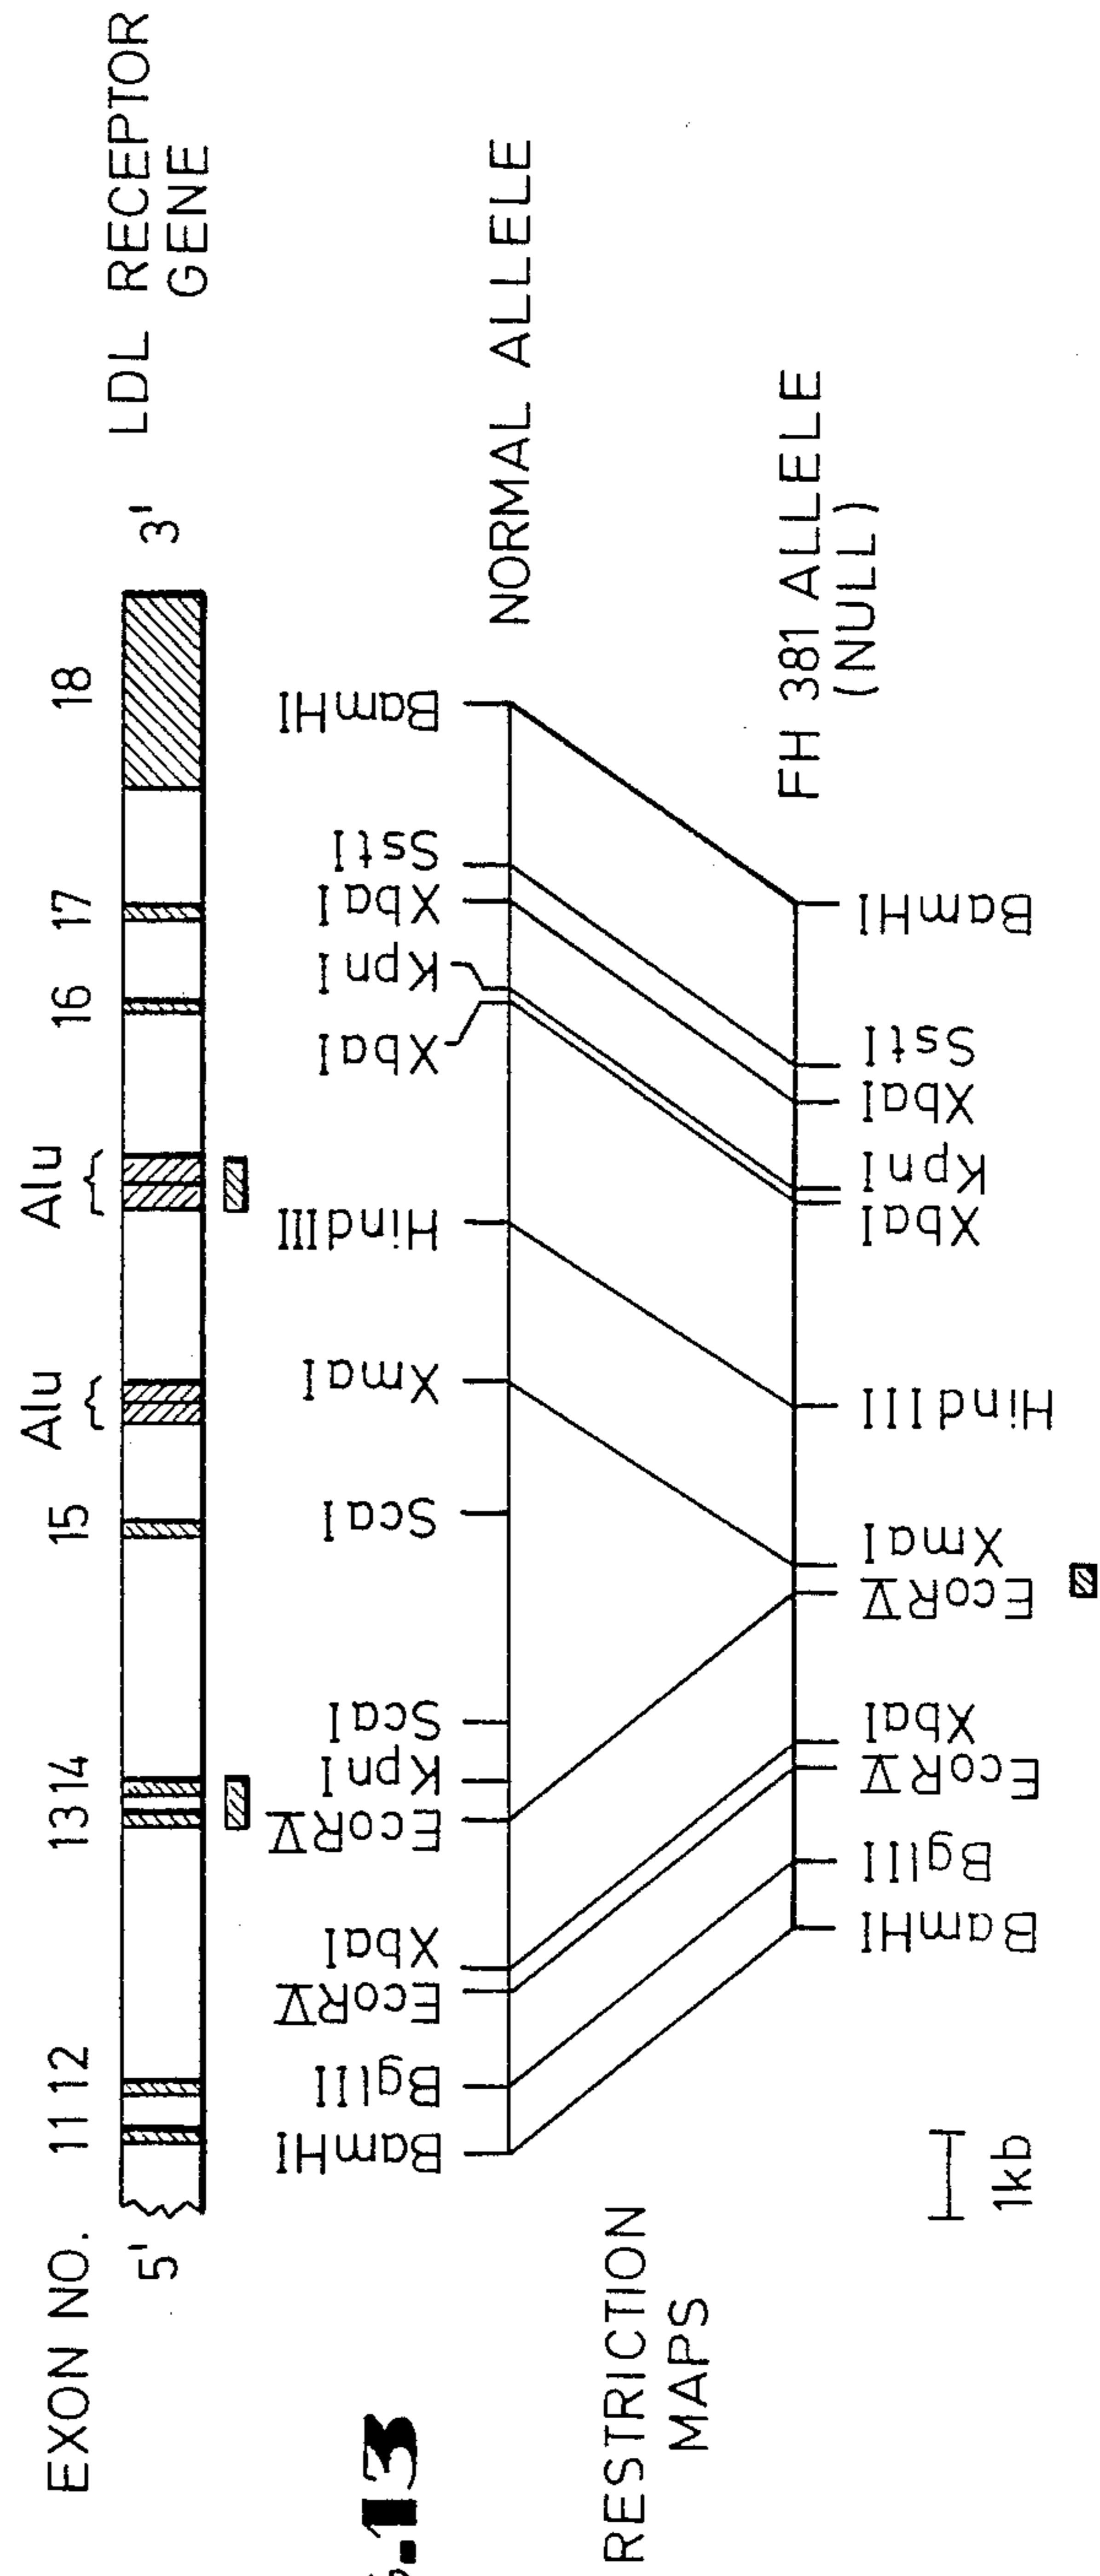 EXON NO. 11 12 13 14 15 Alu Alu 16 17 18
5' 3' LDL RECEPTOR
GENE
BamHI BglII EcoRV XbaI EcoRV KpnI ScaI ScaI XmaI HindIII XbaI KpnI XbaI SstI BamHI
NORMAL ALLELE
.13
RESTRICTION
MAPS
FH 381 ALLELE
(NULL)
BamHI BglII EcoRV XbaI EcoRV XmaI HindIII XbaI KpnI XbaI SstI BamHI
1kb